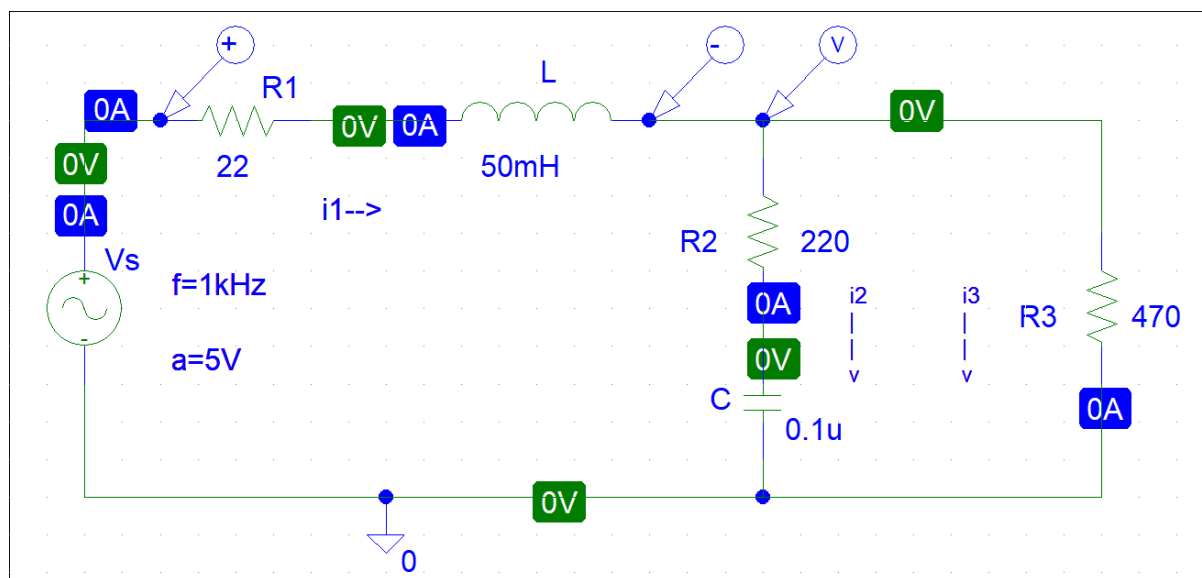 +
-
V
R1
L
0A
0V
0A
0V
0V
22
50mH
i1-->
0A
Vs
+
-
f=1kHz
a=5V
R2
220
0A
0V
C
0.1u
i2
|
|
v
i3
|
|
v
R3
470
0A
0V
0